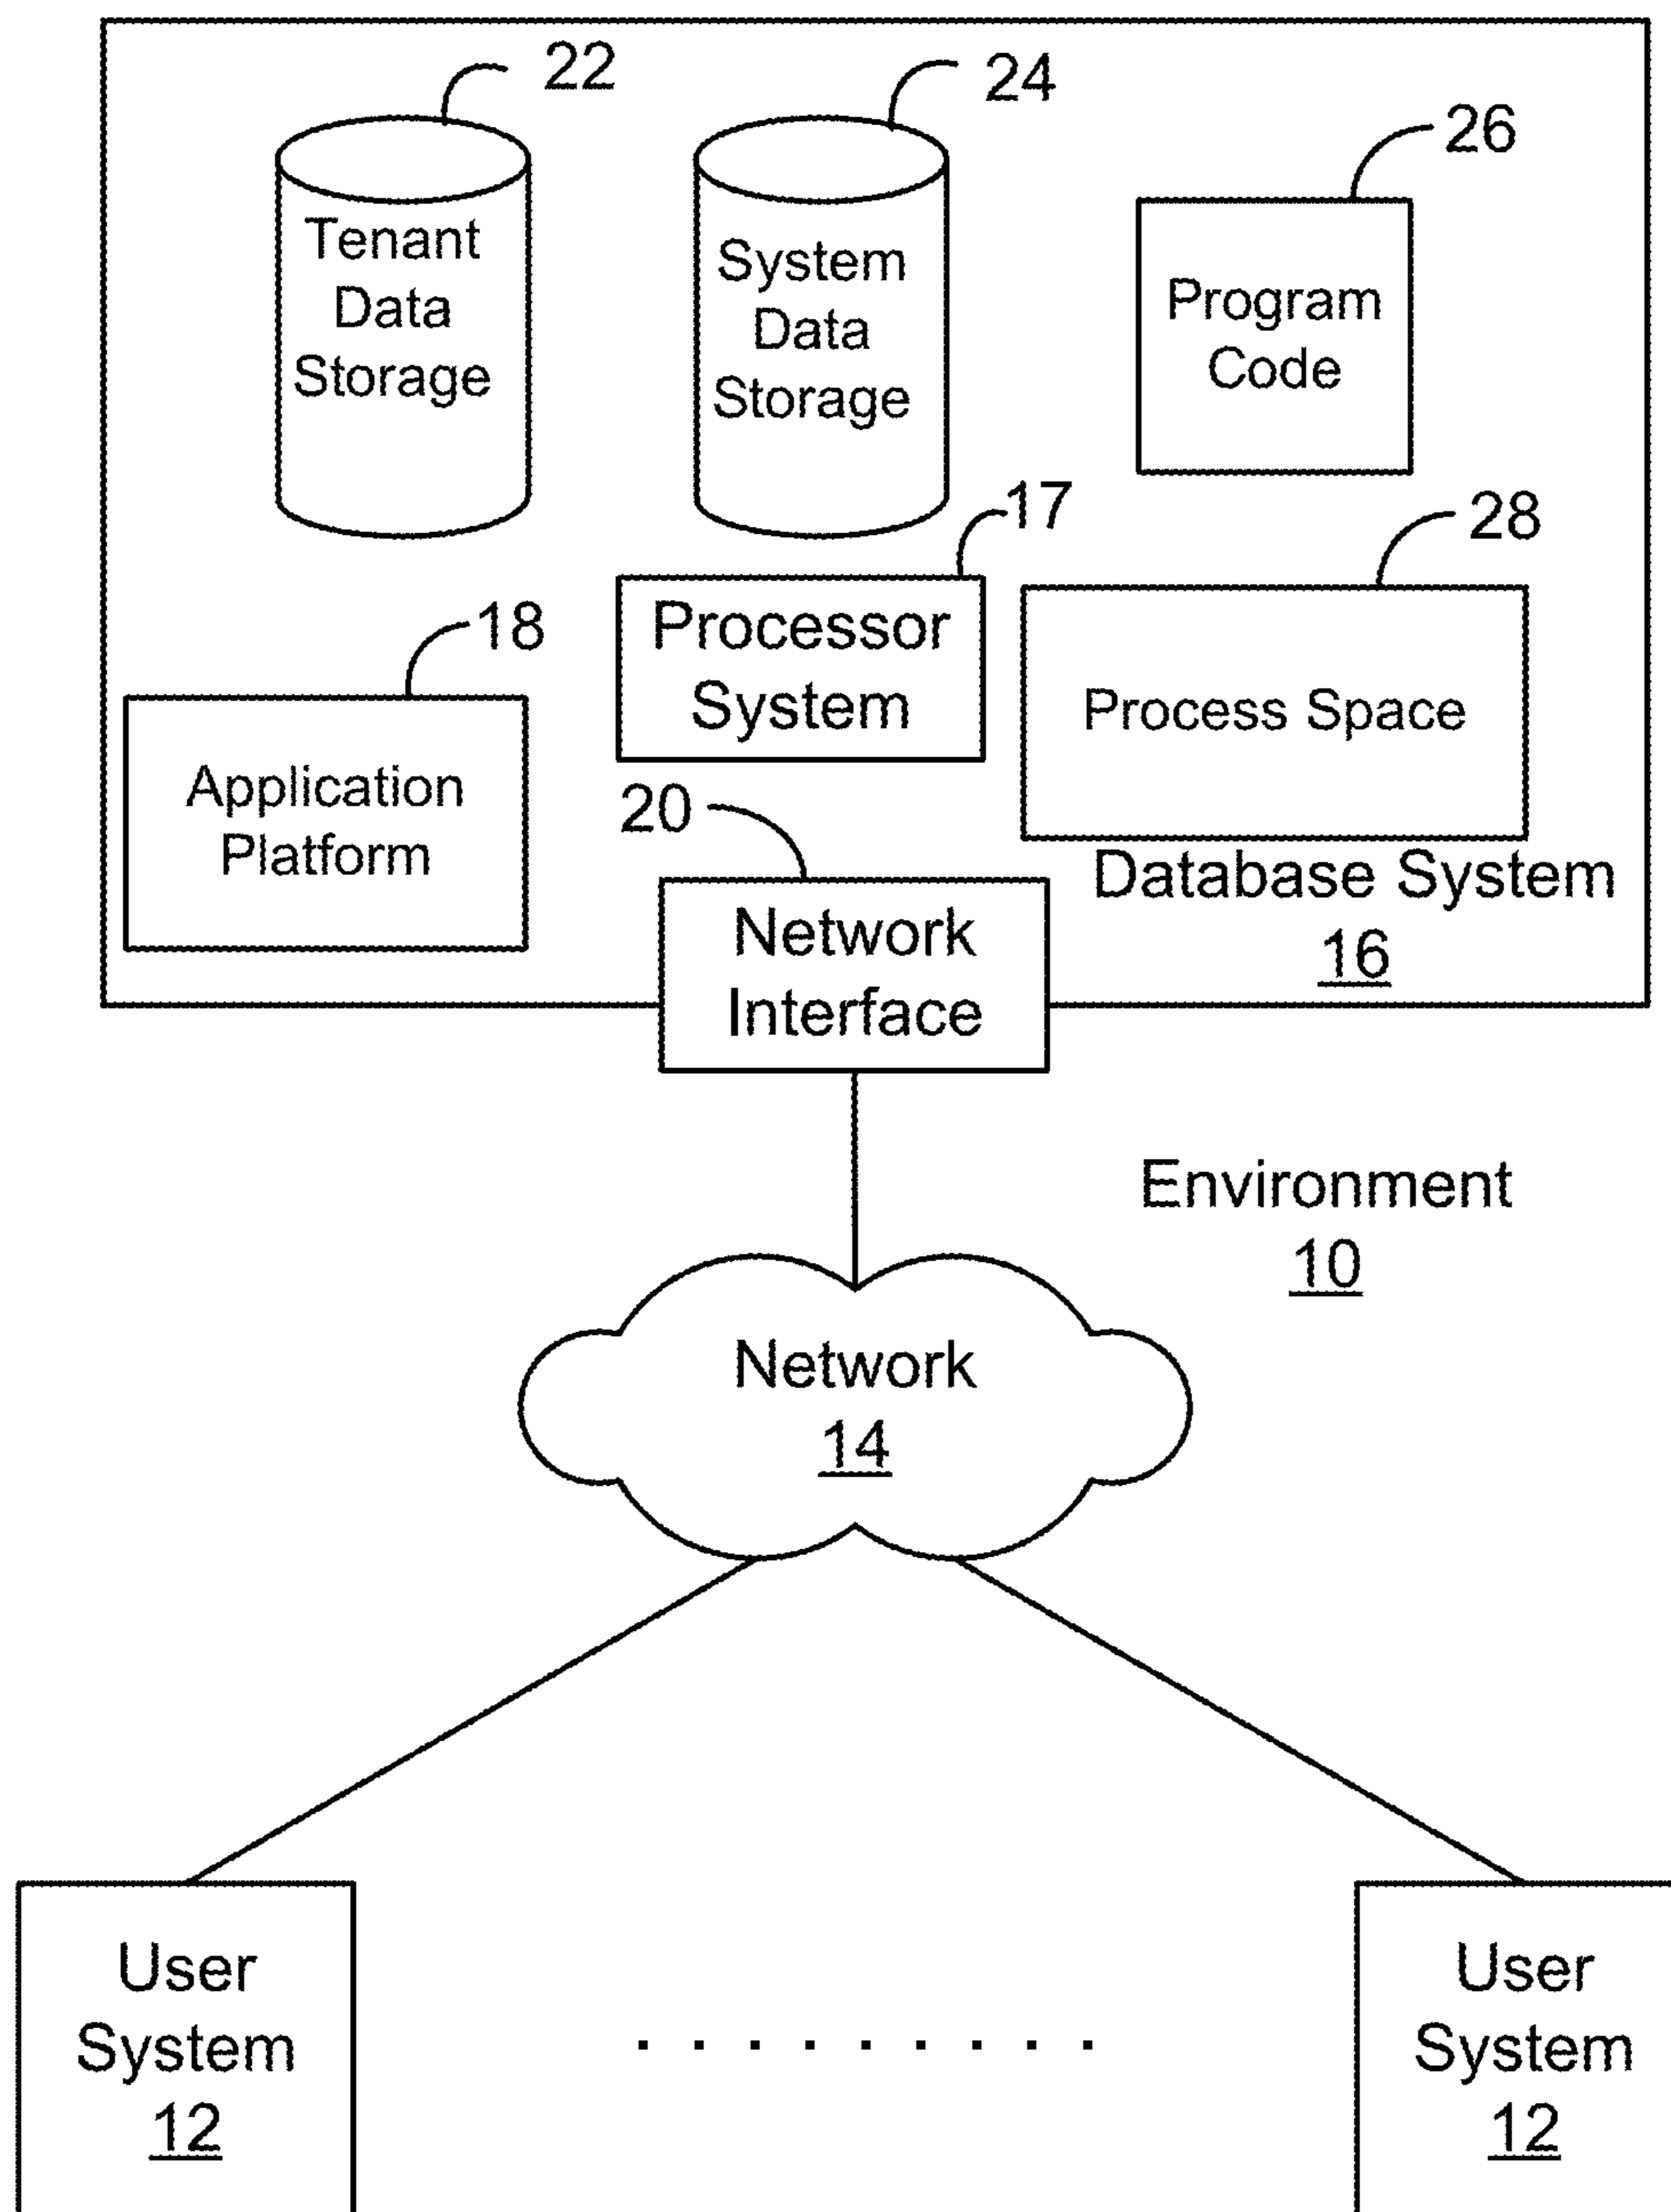 22
24
26
Tenant
Data
Storage
System
Data
Storage
Program
Code
17
28
18
Processor
System
Process Space
Application
Platform
20
Database System
16
Network
Interface
Environment
10
Network
14
User
System
12
. . . . . . . . .
User
System
12